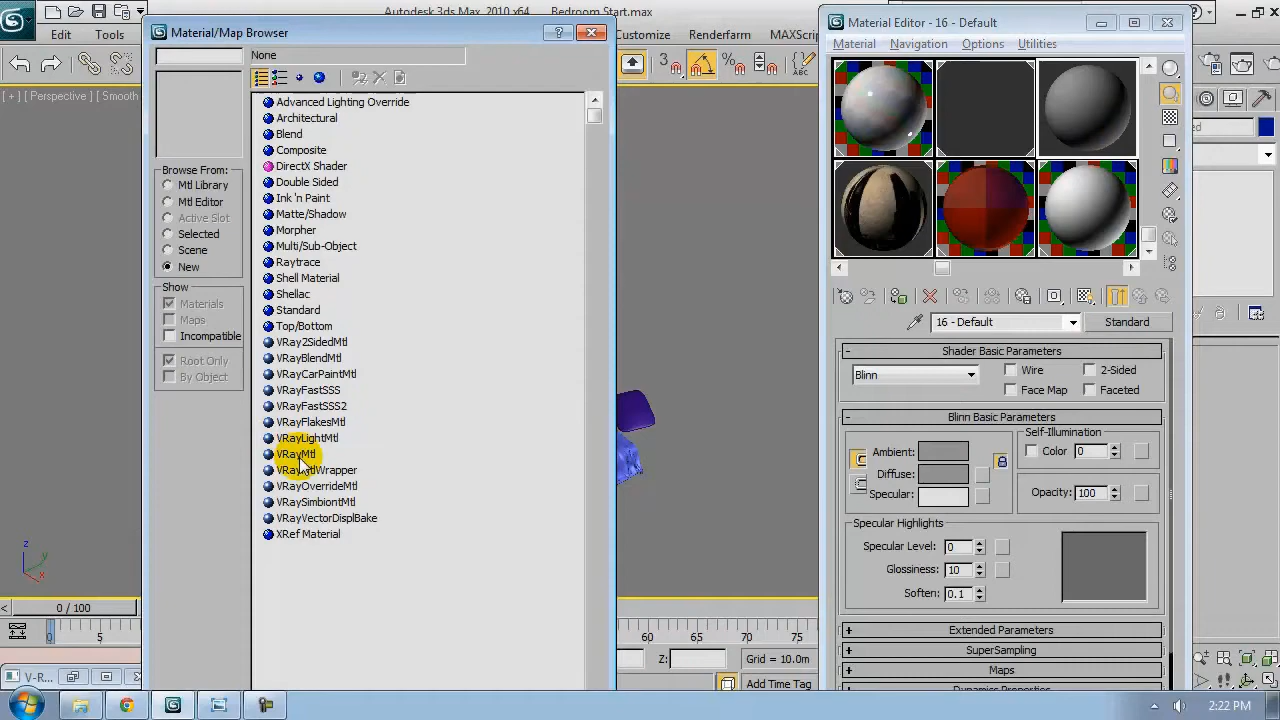 Autodesk 3ds Max 2010 x64
Bedroom Start.max
Edit
Tools
Customize
Renderfarm
MAXScript
[ + ] [ Perspective ] [ Smooth
Material/Map Browser
None
Browse From:
Mtl Library
Mtl Editor
Active Slot
Selected
Scene
New
Show
Materials
Maps
Incompatible
Root Only
By Object
Advanced Lighting Override
Architectural
Blend
Composite
DirectX Shader
Double Sided
Ink 'n Paint
Matte/Shadow
Morpher
Multi/Sub-Object
Raytrace
Shell Material
Shellac
Standard
Top/Bottom
VRay2SidedMtl
VRayBlendMtl
VRayCarPaintMtl
VRayFastSSS
VRayFastSSS2
VRayFlakesMtl
VRayLightMtl
VRayMtl
VRayMtlWrapper
VRayOverrideMtl
VRaySimbiontMtl
VRayVectorDisplBake
XRef Material
Material Editor - 16 - Default
Material Navigation Options Utilities
16 - Default
Standard
Shader Basic Parameters
Blinn
Wire
2-Sided
Face Map
Faceted
Blinn Basic Parameters
Self-Illumination
Ambient:
Color 0
Diffuse:
Specular:
Opacity: 100
Specular Highlights
Specular Level: 0
Glossiness: 10
Soften: 0.1
Extended Parameters
SuperSampling
Maps
Dynamics Properties
z
y
x
0 / 100
0
5
60
65
70
75
Z:
Grid = 10.0m
Add Time Tag
V-R...
2:22 PM